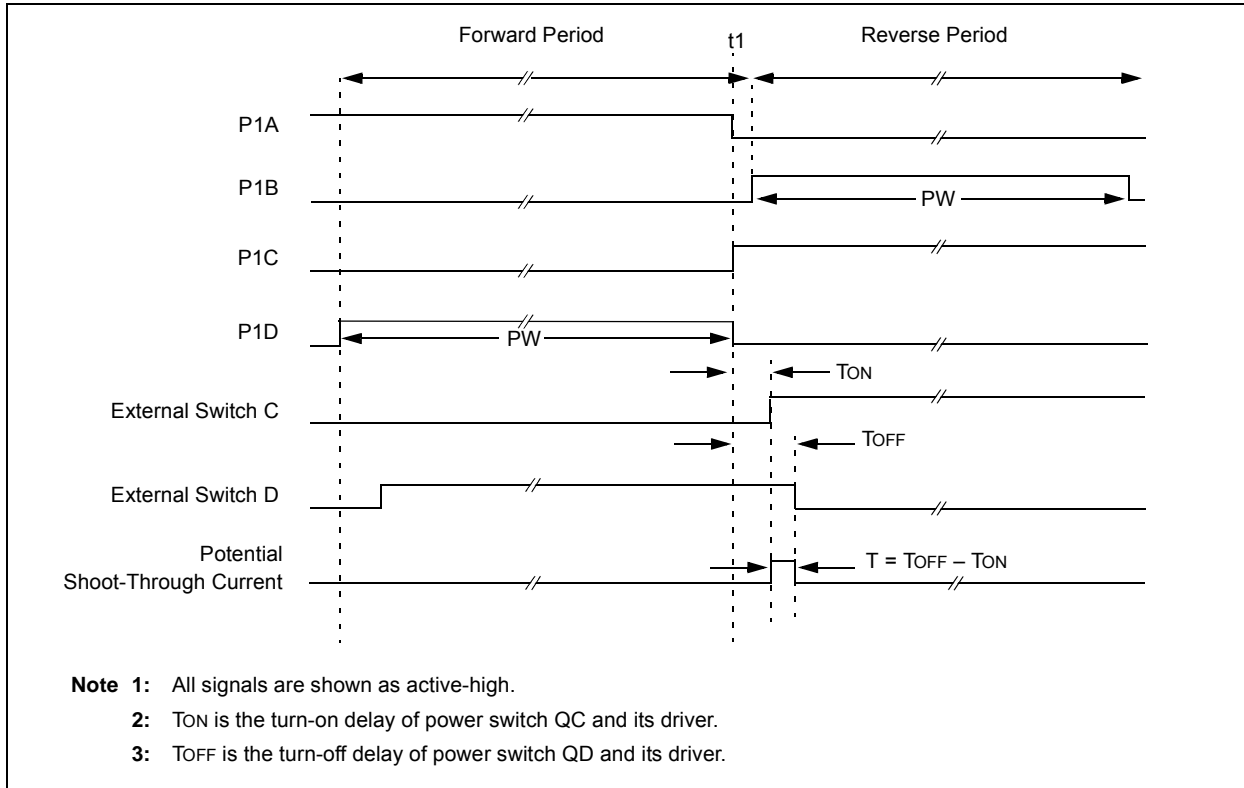 Forward Period
t1
Reverse Period
P1A
P1B
PW
P1C
P1D
PW
TON
External Switch C
TOFF
External Switch D
Potential
Shoot-Through Current
T = TOFF – TON
Note 1: All signals are shown as active-high.
2: TON is the turn-on delay of power switch QC and its driver.
3: TOFF is the turn-off delay of power switch QD and its driver.